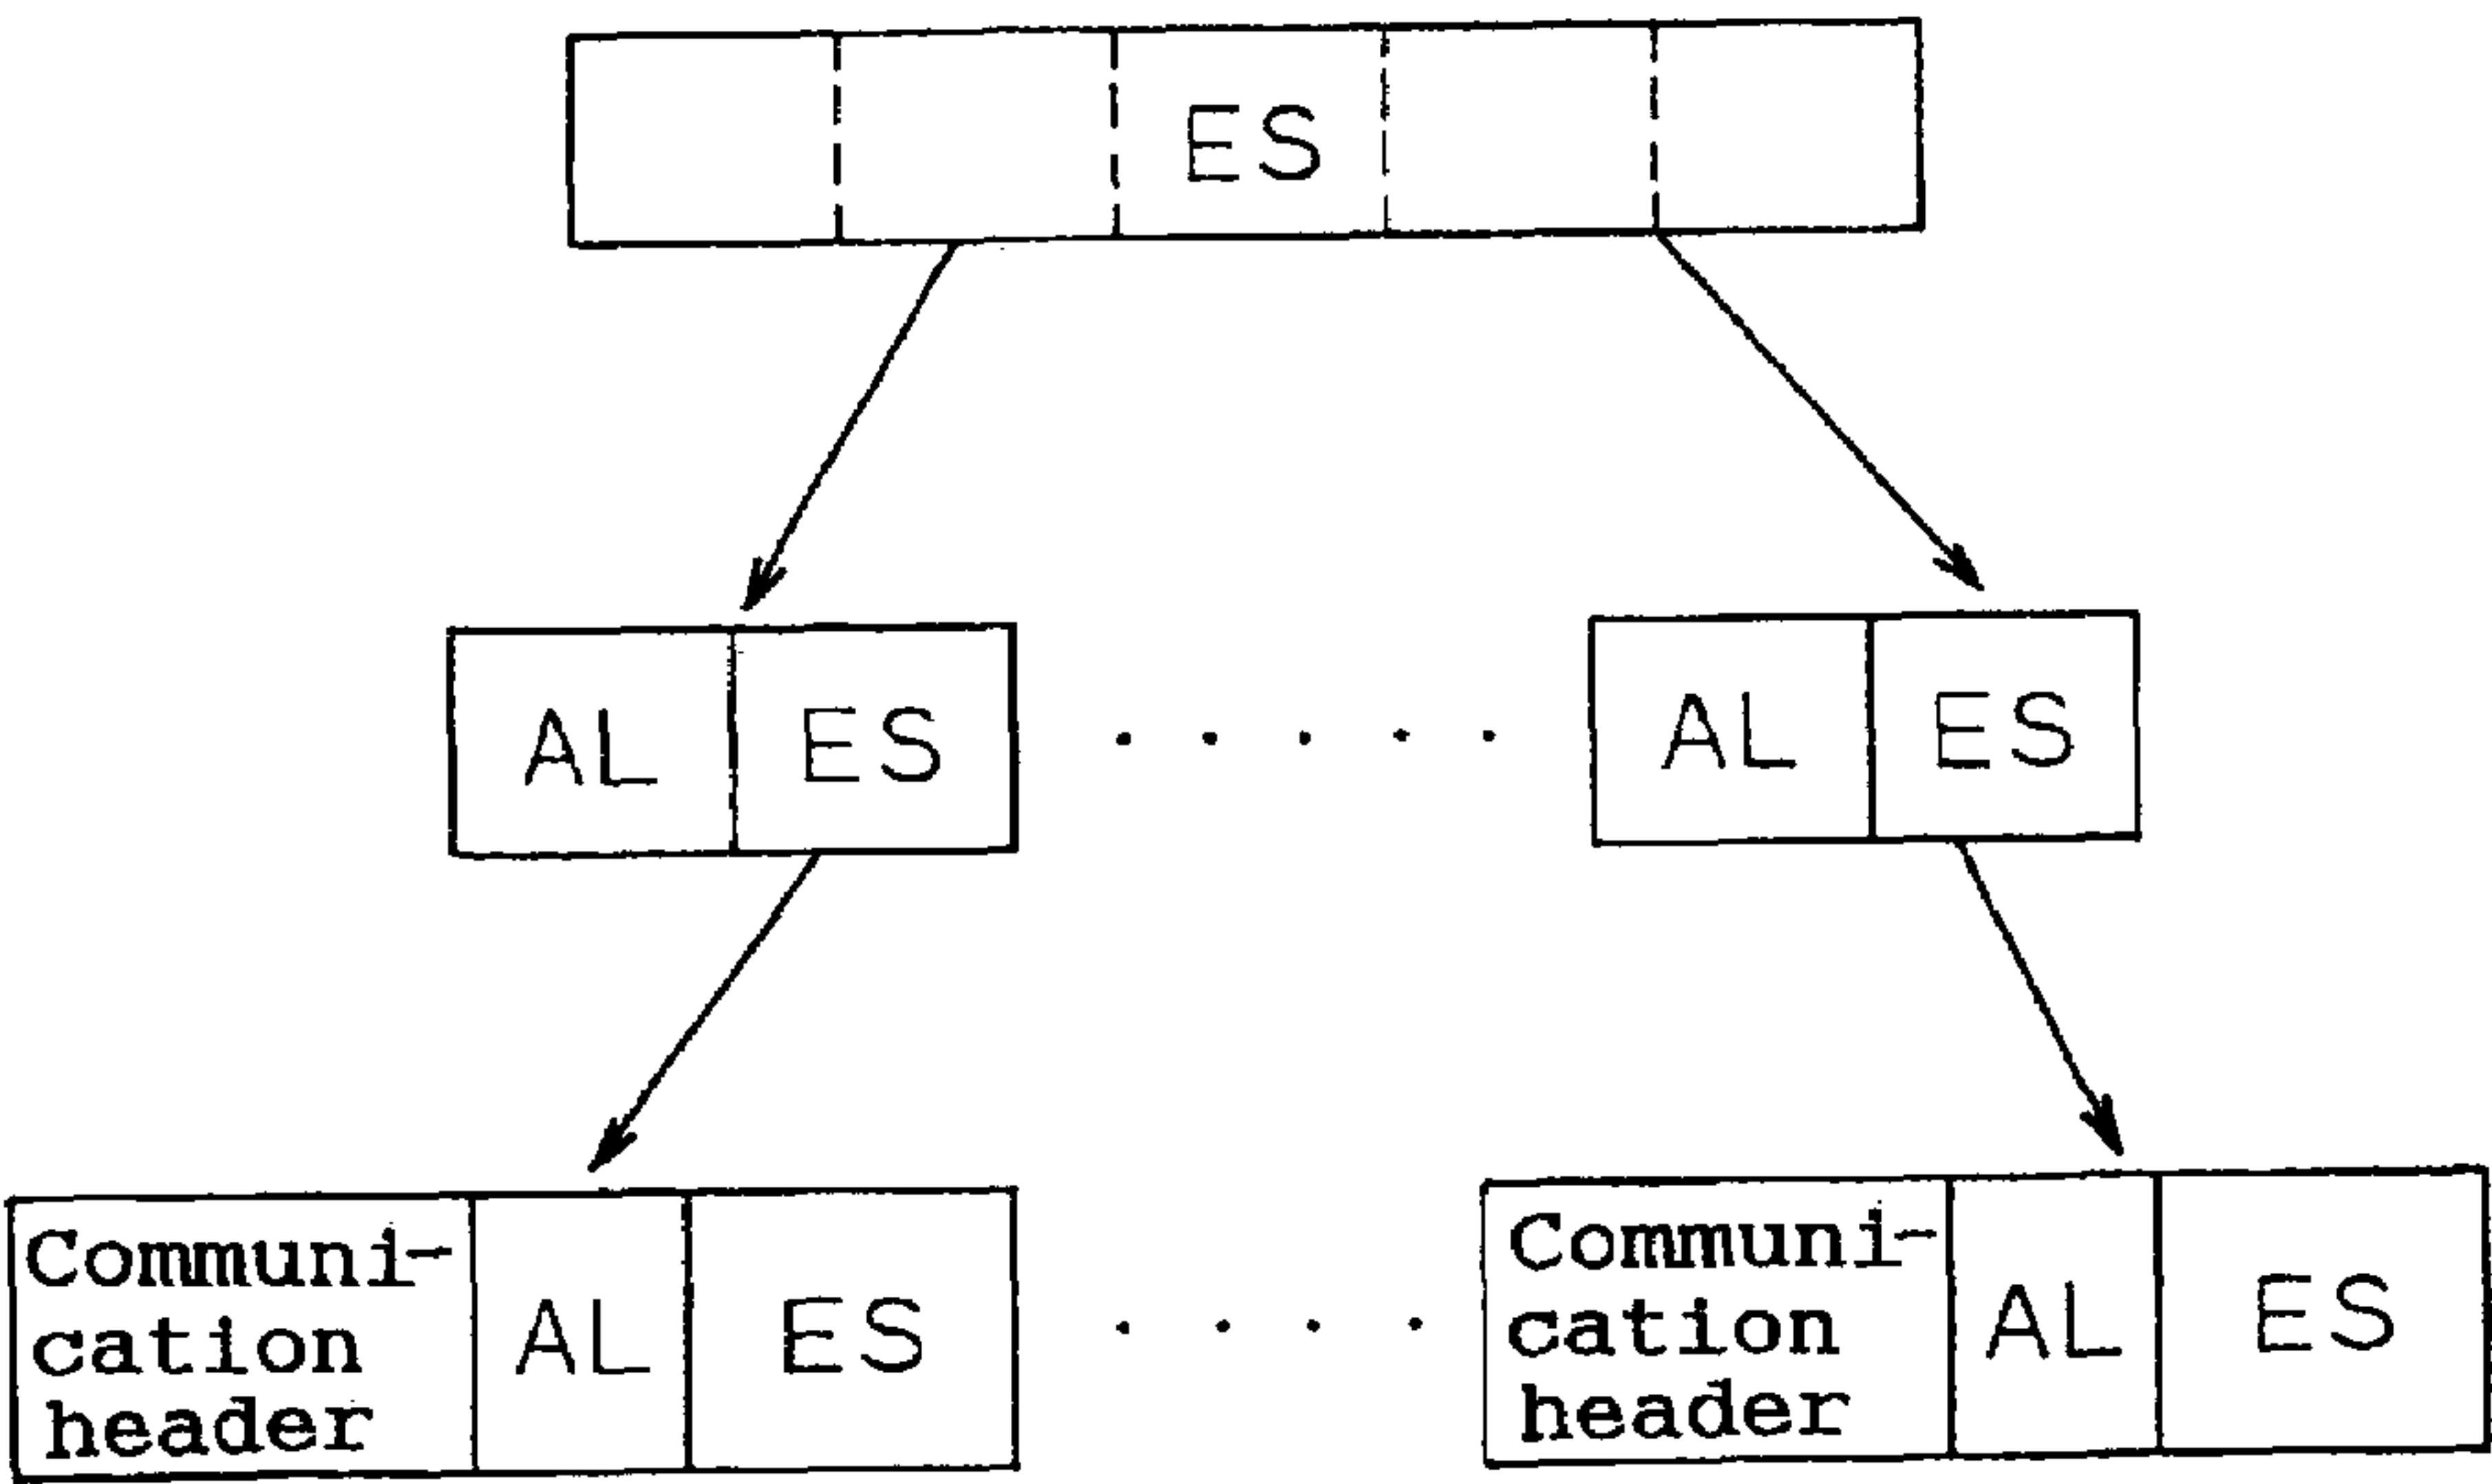 ES
AL ES
AL ES
Communi-
cation
header
AL ES
Communi-
cation
header
AL ES